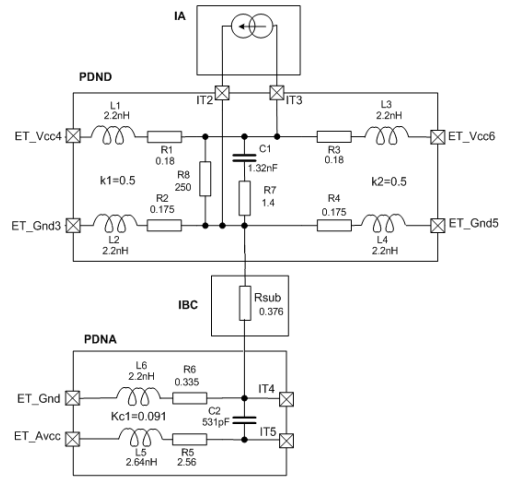 IA
PDND
IT2
IT3
L1
2.2nH
L3
2.2nH
ET_Vcc4
ET_Vcc6
R1
0.18
C1
1.32nF
R3
0.18
R8
250
k1=0.5
k2=0.5
R2
0.175
R7
1.4
R4
0.175
ET_Gnd3
ET_Gnd5
L2
2.2nH
L4
2.2nH
IBC
Rsub
0.376
PDNA
L6
2.2nH
R6
0.335
IT4
ET_Gnd
Kc1=0.091
C2
531pF
ET_Avcc
IT5
L5
2.64nH
R5
2.56